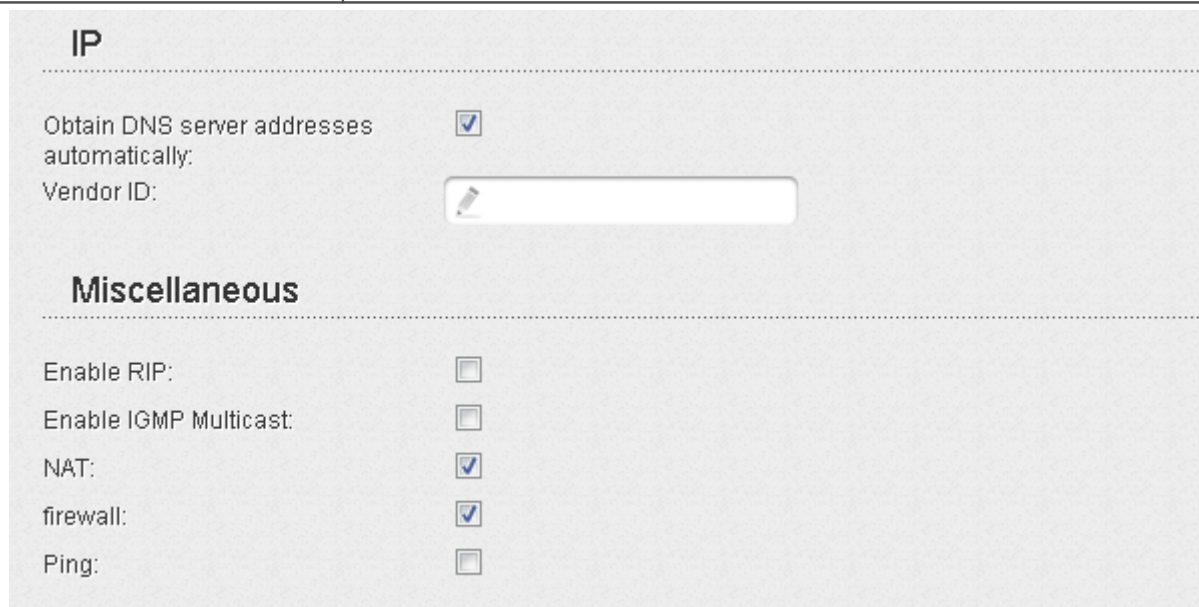 IP
Obtain DNS server addresses
automatically:
Vendor ID:
Miscellaneous
Enable RIP:
Enable IGMP Multicast:
NAT:
firewall:
Ping: